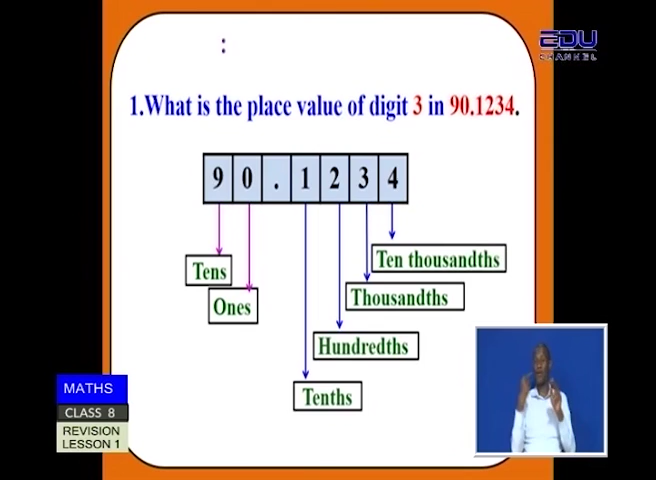 :
EDU
CHANNEL
1.What is the place value of digit 3 in 90.1234.
9 0 . 1 2 3 4
Ten thousandths
Tens
Thousandths
Ones
Hundredths
Tenths
MATHS
CLASS 8
REVISION
LESSON 1